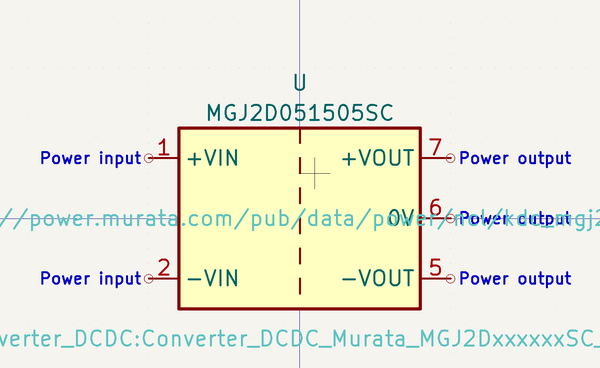 U
MGJ2D051505SC
Power input 1 +VIN +VOUT 7 Power output
//power.murata.com/pub/data/power/ncl/kdc_mgj2
0V 6 Power output
Power input 2 -VIN -VOUT 5 Power output
verter_DCDC:Converter_DCDC_Murata_MGJ2DxxxxxxSC_